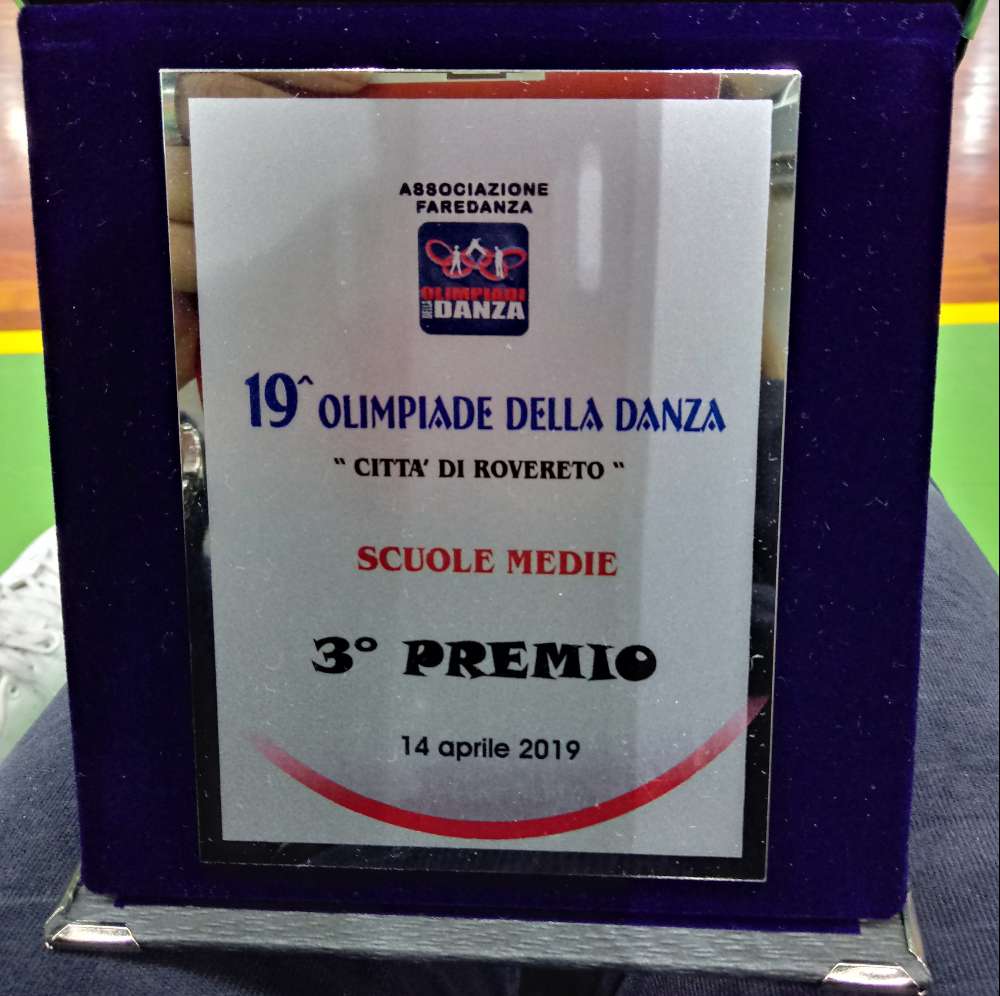 ASSOCIAZIONE
FAREDANZA
OLIMPIADI
DELLA DANZA
19^ OLIMPIADE DELLA DANZA
" CITTA' DI ROVERETO "
SCUOLE MEDIE
3° PREMIO
14 aprile 2019